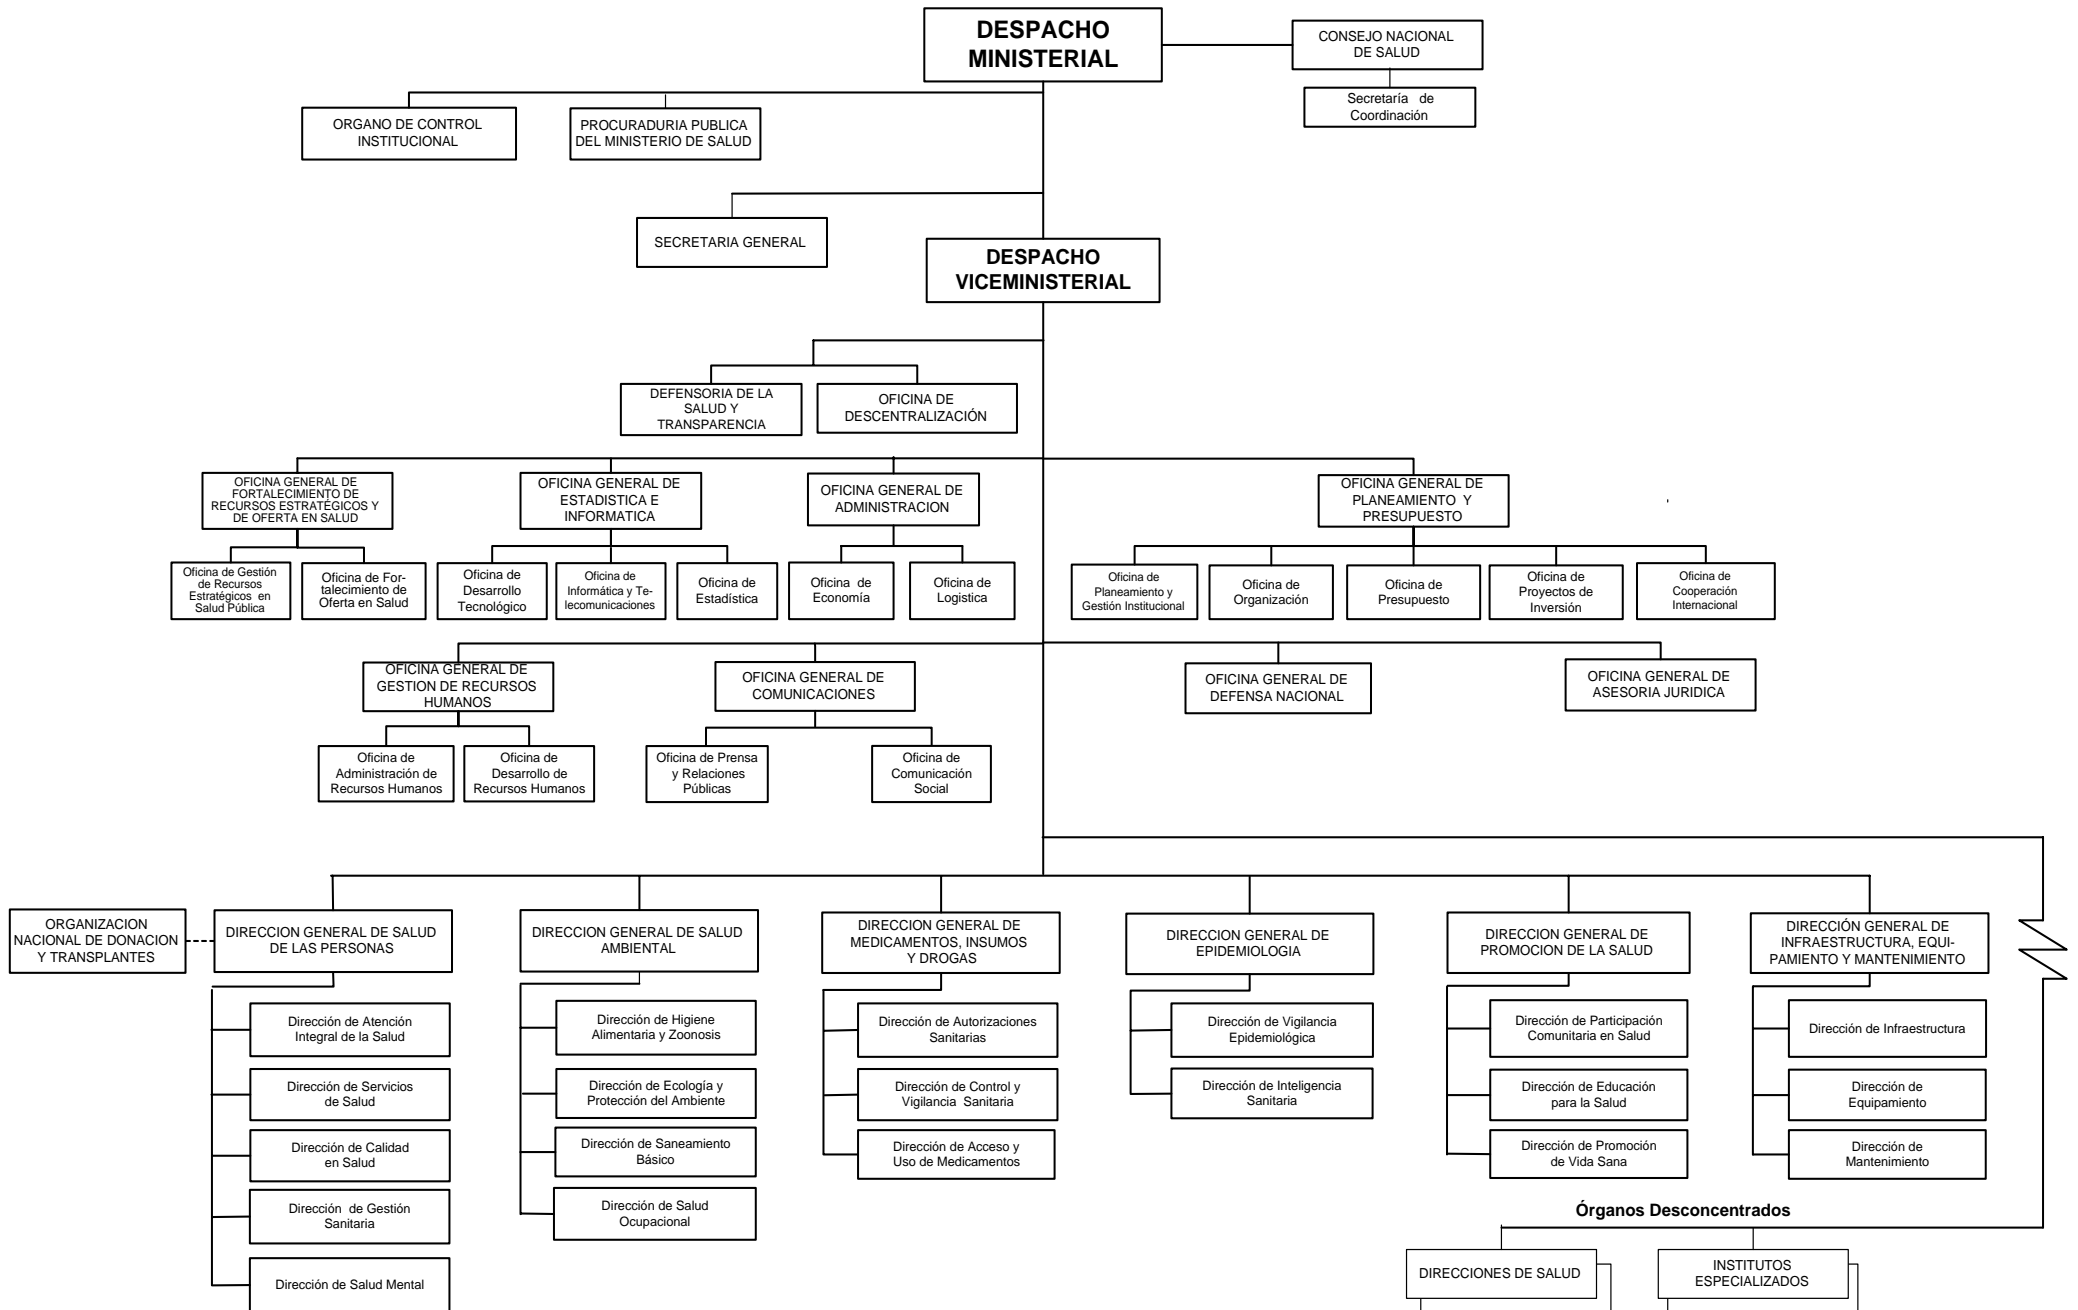 DESPACHO
MINISTERIAL
CONSEJO NACIONAL
DE SALUD
Secretaría de
Coordinación
ORGANO DE CONTROL
INSTITUCIONAL
PROCURADURIA PUBLICA
DEL MINISTERIO DE SALUD
SECRETARIA GENERAL
DESPACHO
VICEMINISTERIAL
DEFENSORIA DE LA
SALUD Y
TRANSPARENCIA
OFICINA DE
DESCENTRALIZACIÓN
OFICINA GENERAL DE
FORTALECIMIENTO DE
RECURSOS ESTRATÉGICOS Y
DE OFERTA EN SALUD
OFICINA GENERAL DE
ESTADISTICA E
INFORMATICA
OFICINA GENERAL DE
ADMINISTRACION
OFICINA GENERAL DE
PLANEAMIENTO Y
PRESUPUESTO
Oficina de Gestión
de Recursos
Estratégicos en
Salud Pública
Oficina de For-
talecimiento de
Oferta en Salud
Oficina de
Desarrollo
Tecnológico
Oficina de
Informática y Te-
lecomunicaciones
Oficina de
Estadística
Oficina de
Economía
Oficina de
Logistica
Oficina de
Planeamiento y
Gestión Institucional
Oficina de
Organización
Oficina de
Presupuesto
Oficina de
Proyectos de
Inversión
Oficina de
Cooperación
Internacional
OFICINA GENERAL DE
GESTION DE RECURSOS
HUMANOS
OFICINA GENERAL DE
COMUNICACIONES
OFICINA GENERAL DE
DEFENSA NACIONAL
OFICINA GENERAL DE
ASESORIA JURIDICA
Oficina de
Administración de
Recursos Humanos
Oficina de
Desarrollo de
Recursos Humanos
Oficina de Prensa
y Relaciones
Públicas
Oficina de
Comunicación
Social
ORGANIZACION
NACIONAL DE DONACION
Y TRANSPLANTES
DIRECCION GENERAL DE SALUD
DE LAS PERSONAS
DIRECCION GENERAL DE SALUD
AMBIENTAL
DIRECCION GENERAL DE
MEDICAMENTOS, INSUMOS
Y DROGAS
DIRECCION GENERAL DE
EPIDEMIOLOGIA
DIRECCION GENERAL DE
PROMOCION DE LA SALUD
DIRECCIÓN GENERAL DE
INFRAESTRUCTURA, EQUI-
PAMIENTO Y MANTENIMIENTO
Dirección de Atención
Integral de la Salud
Dirección de Servicios
de Salud
Dirección de Calidad
en Salud
Dirección de Gestión
Sanitaria
Dirección de Salud Mental
Dirección de Higiene
Alimentaria y Zoonosis
Dirección de Ecología y
Protección del Ambiente
Dirección de Saneamiento
Básico
Dirección de Salud
Ocupacional
Dirección de Autorizaciones
Sanitarias
Dirección de Control y
Vigilancia Sanitaria
Dirección de Acceso y
Uso de Medicamentos
Dirección de Vigilancia
Epidemiológica
Dirección de Inteligencia
Sanitaria
Dirección de Participación
Comunitaria en Salud
Dirección de Educación
para la Salud
Dirección de Promoción
de Vida Sana
Dirección de Infraestructura
Dirección de
Equipamiento
Dirección de
Mantenimiento
Órganos Desconcentrados
DIRECCIONES DE SALUD
INSTITUTOS
ESPECIALIZADOS